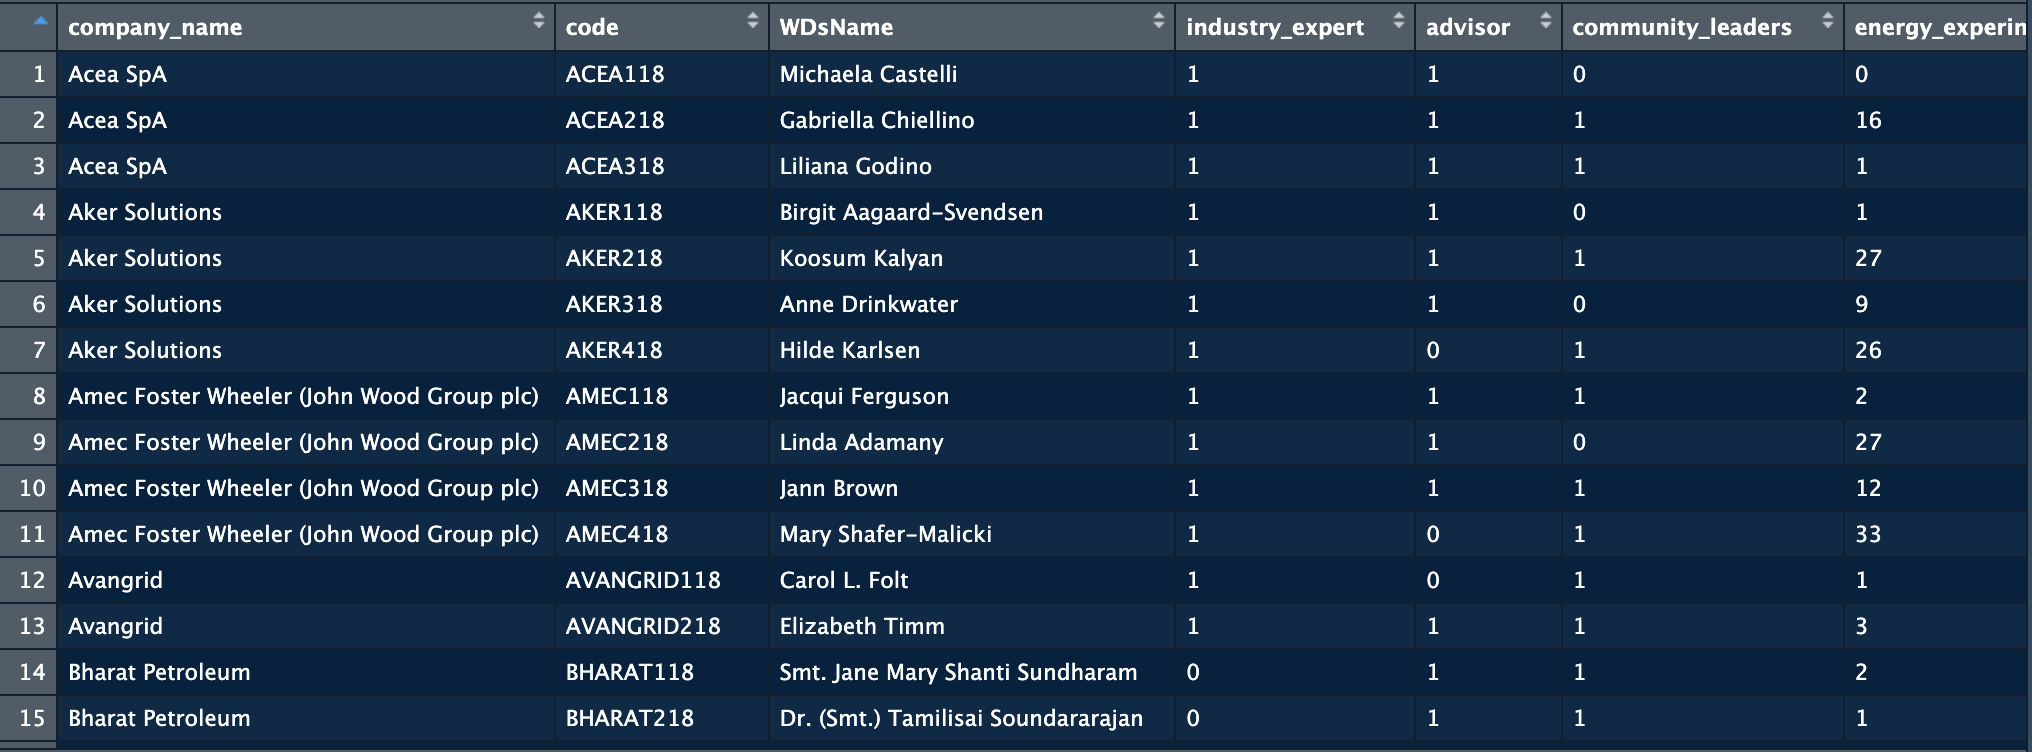 company_name code WDsName industry_expert advisor community_leaders energy_experin
1 Acea SpA ACEA118 Michaela Castelli 1 1 0 0
2 Acea SpA ACEA218 Gabriella Chiellino 1 1 1 16
3 Acea SpA ACEA318 Liliana Godino 1 1 1 1
4 Aker Solutions AKER118 Birgit Aagaard-Svendsen 1 1 0 1
5 Aker Solutions AKER218 Koosum Kalyan 1 1 1 27
6 Aker Solutions AKER318 Anne Drinkwater 1 1 0 9
7 Aker Solutions AKER418 Hilde Karlsen 1 0 1 26
8 Amec Foster Wheeler (John Wood Group plc) AMEC118 Jacqui Ferguson 1 1 1 2
9 Amec Foster Wheeler (John Wood Group plc) AMEC218 Linda Adamany 1 1 0 27
10 Amec Foster Wheeler (John Wood Group plc) AMEC318 Jann Brown 1 1 1 12
11 Amec Foster Wheeler (John Wood Group plc) AMEC418 Mary Shafer-Malicki 1 0 1 33
12 Avangrid AVANGRID118 Carol L. Folt 1 0 1 1
13 Avangrid AVANGRID218 Elizabeth Timm 1 1 1 3
14 Bharat Petroleum BHARAT118 Smt. Jane Mary Shanti Sundharam 0 1 1 2
15 Bharat Petroleum BHARAT218 Dr. (Smt.) Tamilisai Soundararajan 0 1 1 1